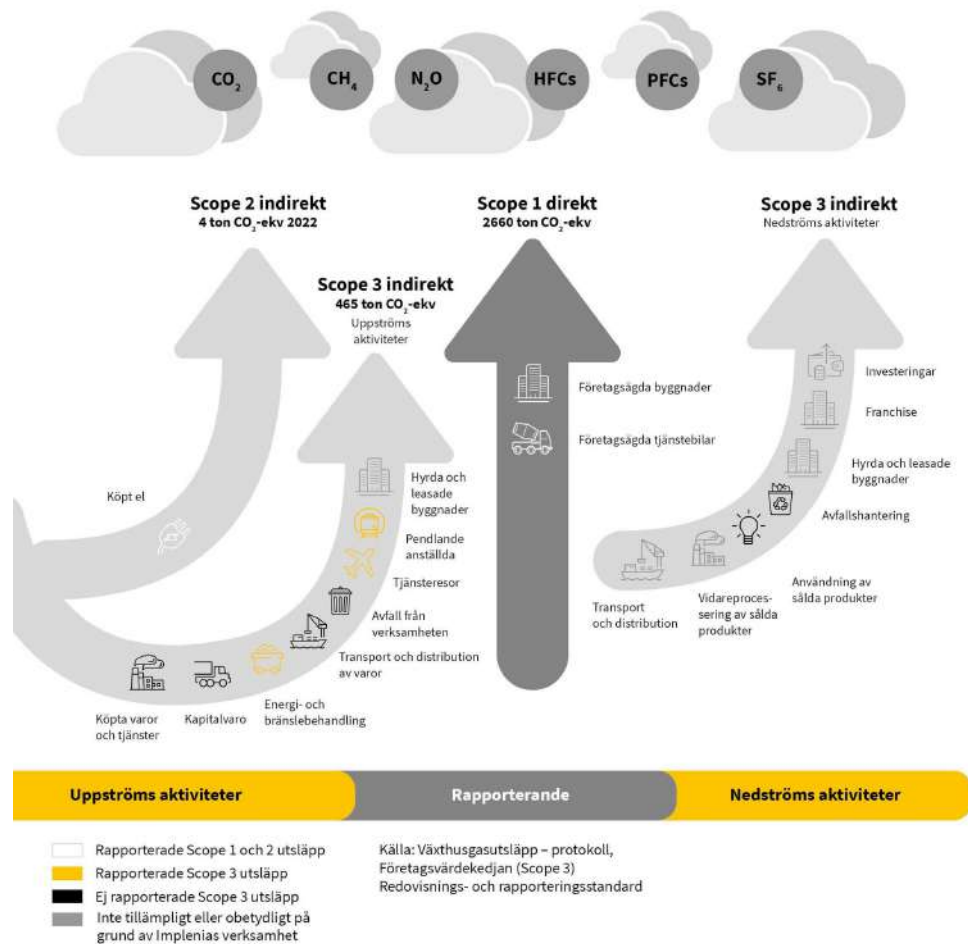 CO₂
CH₄
N₂O
HFCs
PFCs
SF₆
Scope 2 indirekt
4 ton CO₂-ekv 2022
Scope 1 direkt
2660 ton CO₂-ekv
Scope 3 indirekt
Nedströms aktiviteter
Scope 3 indirekt
465 ton CO₂-ekv
Uppströms
aktiviteter
Köpt el
Hyrda och
leasade
byggnader
Pendlande
anställda
Tjänsteresor
Avfall från
verksamheten
Transport och distribution
av varor
Energi- och
bränslebehandling
Kapitalvaro
Köpta varor
och tjänster
Företagsägda byggnader
Företagsägda tjänstebilar
Investeringar
Franchise
Hyrda och leasade
byggnader
Avfallshantering
Användning av
sålda produkter
Vidareproces-
sering av sålda
produkter
Transport
och distribution
Uppströms aktiviteter
Rapporterande
Nedströms aktiviteter
Rapporterade Scope 1 och 2 utsläpp
Rapporterade Scope 3 utsläpp
Ej rapporterade Scope 3 utsläpp
Inte tillämpligt eller obetydligt på
grund av Implenias verksamhet
Källa: Växthusgasutsläpp – protokoll,
Företagsvärdekedjan (Scope 3)
Redovisnings- och rapporteringsstandard